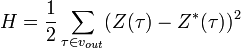 H = \frac{1}{2} \sum_{\tau \in v_{out}} (Z(\tau) - Z^*(\tau))^2